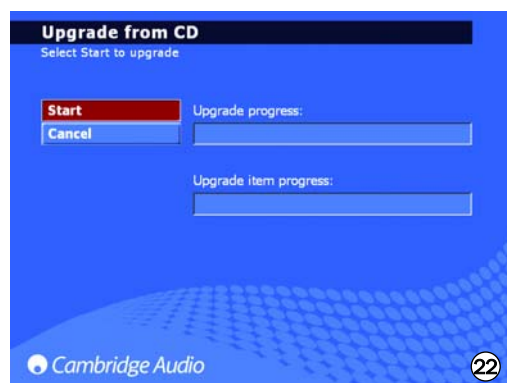 Upgrade from CD
Select Start to upgrade
Start
Cancel
Upgrade progress:
Upgrade item progress:
Cambridge Audio
22